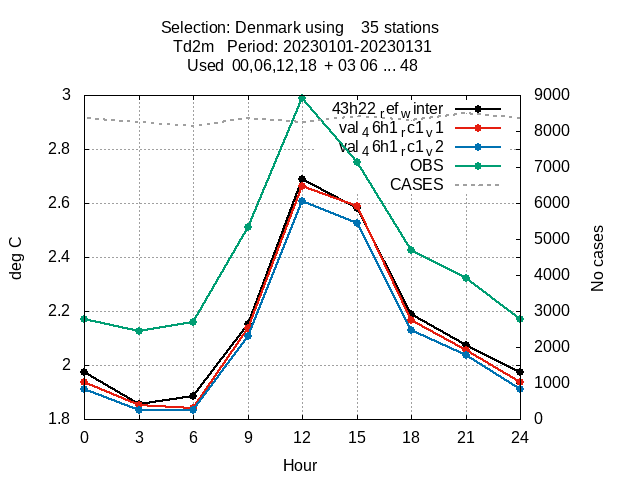 Selection: Denmark using 35 stations
Td2m Period: 20230101-20230131
Used 00,06,12,18 + 03 06 ... 48
3
2.8
2.6
2.4
2.2
2
1.8
deg C
43h22_ref_winter
val_46h1_rc1_v1
val_46h1_rc1_v2
OBS
CASES
9000
8000
7000
6000
5000
4000
3000
2000
1000
0
No cases
0 3 6 9 12 15 18 21 24
Hour